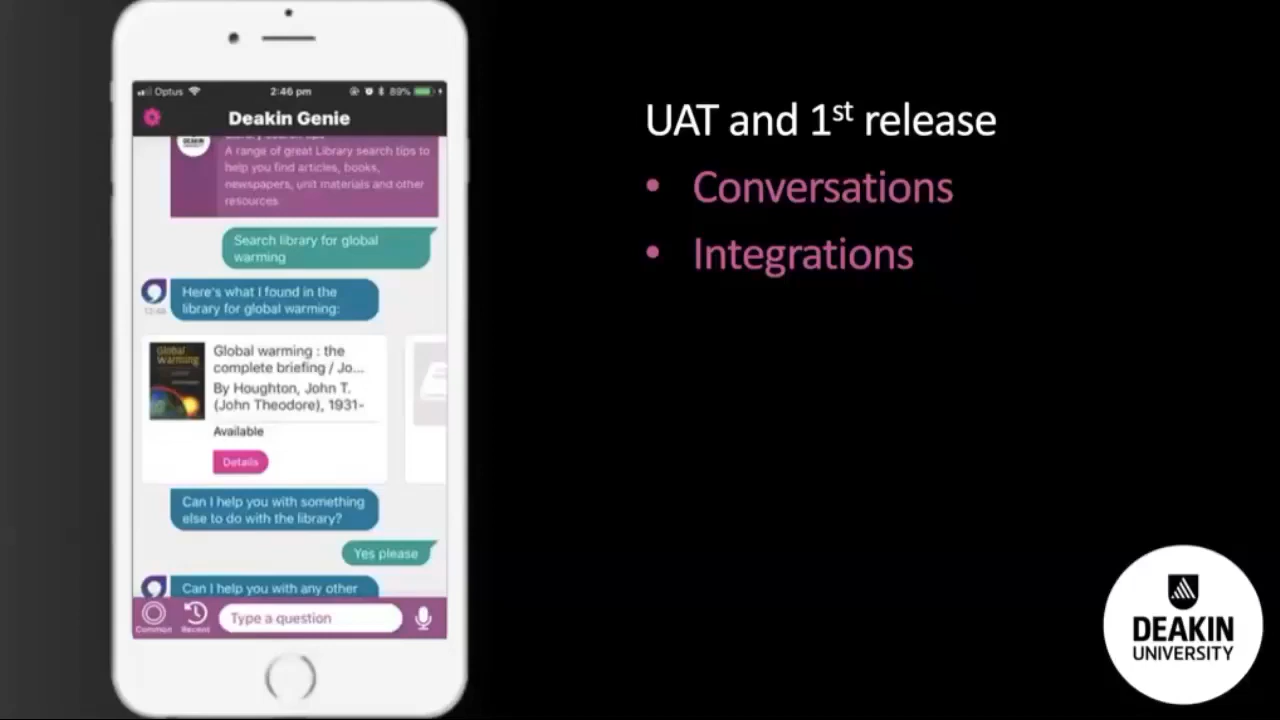 Optus
2:46 pm
89%
Deakin Genie
DEAKIN
A range of great Library search tips to
help you find articles, books,
newspapers, unit materials and other
resources
Search library for global
warming
Here's what I found in the
library for global warming:
Global
Warming
Global warming : the
complete briefing / Jo...
By Houghton, John T.
(John Theodore), 1931-
Available
Details
Can I help you with something
else to do with the library?
Yes please
Can I help you with any other
Common
Recent
Type a question
UAT and 1st release
• Conversations
• Integrations
DEAKIN
UNIVERSITY